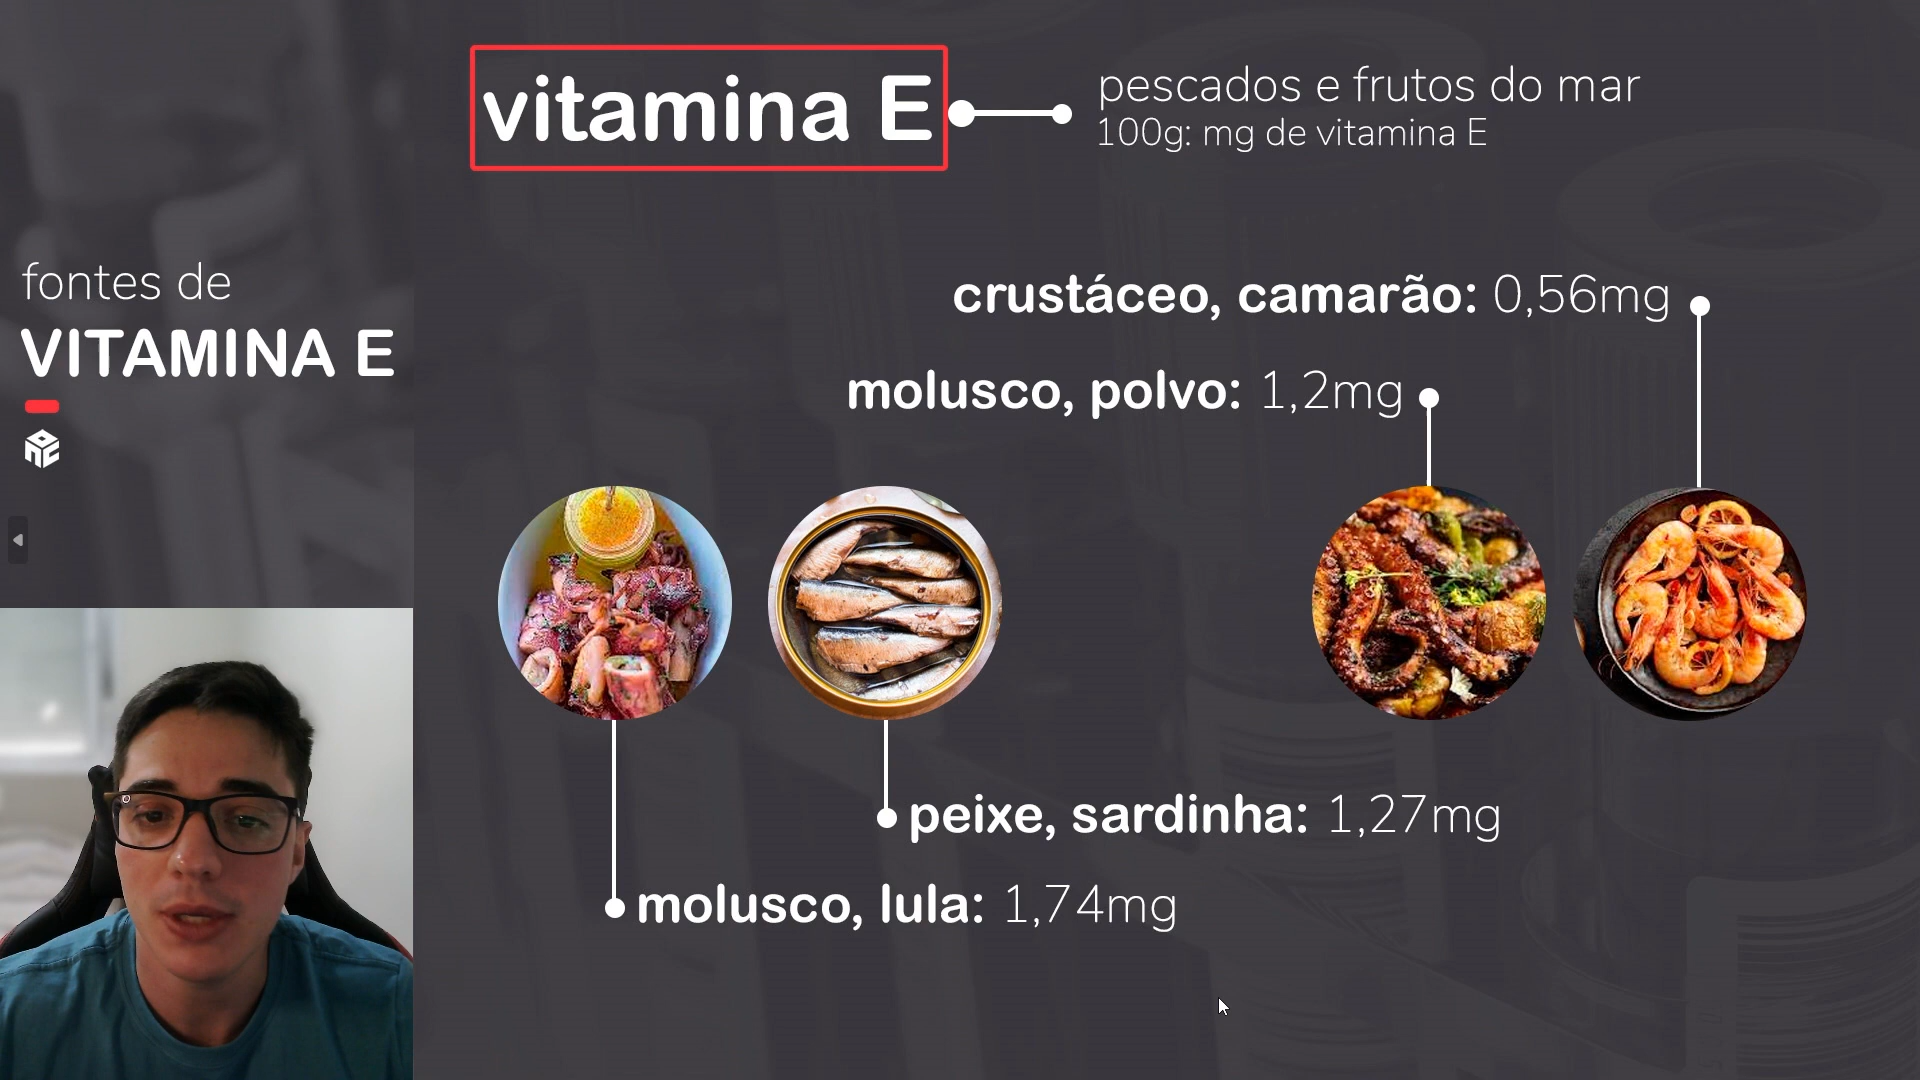 vitamina E
pescados e frutos do mar
100g: mg de vitamina E
fontes de
VITAMINA E
crustáceo, camarão: 0,56mg
molusco, polvo: 1,2mg
peixe, sardinha: 1,27mg
molusco, lula: 1,74mg